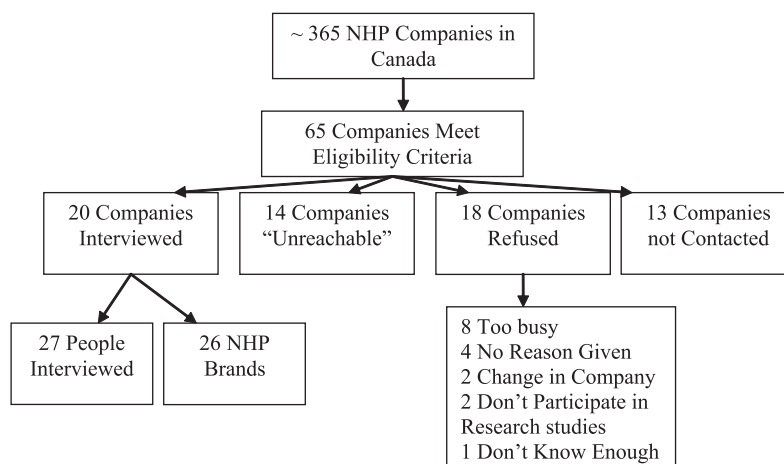 ~ 365 NHP Companies in
Canada
65 Companies Meet
Eligibility Criteria
20 Companies
Interviewed
14 Companies
“Unreachable”
18 Companies
Refused
13 Companies
not Contacted
27 People
Interviewed
26 NHP
Brands
8 Too busy
4 No Reason Given
2 Change in Company
2 Don’t Participate in
Research studies
1 Don’t Know Enough